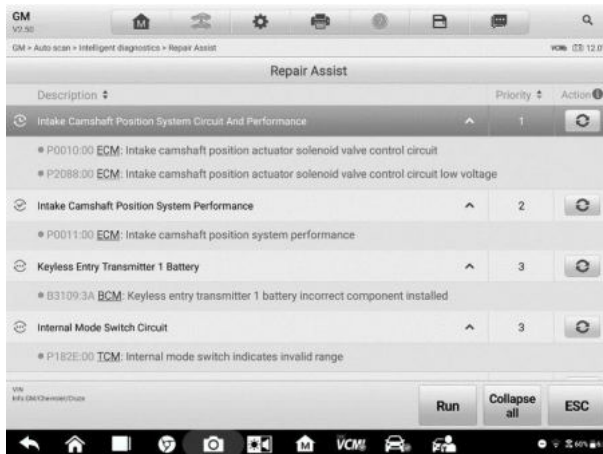 GM
V2.50
GM > Auto scan > Intelligent diagnostics > Repair Assist
VCMI 12.0
Repair Assist
Description Priority Action
Intake Camshaft Position System Circuit And Performance 1
P0010:00 ECM: Intake camshaft position actuator solenoid valve control circuit
P2088:00 ECM: Intake camshaft position actuator solenoid valve control circuit low voltage
Intake Camshaft Position System Performance 2
P0011:00 ECM: Intake camshaft position system performance
Keyless Entry Transmitter 1 Battery 3
B3109:3A BCM: Keyless entry transmitter 1 battery incorrect component installed
Internal Mode Switch Circuit 3
P182E:00 TCM: Internal mode switch indicates invalid range
VIN
Info:GM/Chevrolet/Cruze
Run
Collapse all
ESC
VCMI
60%